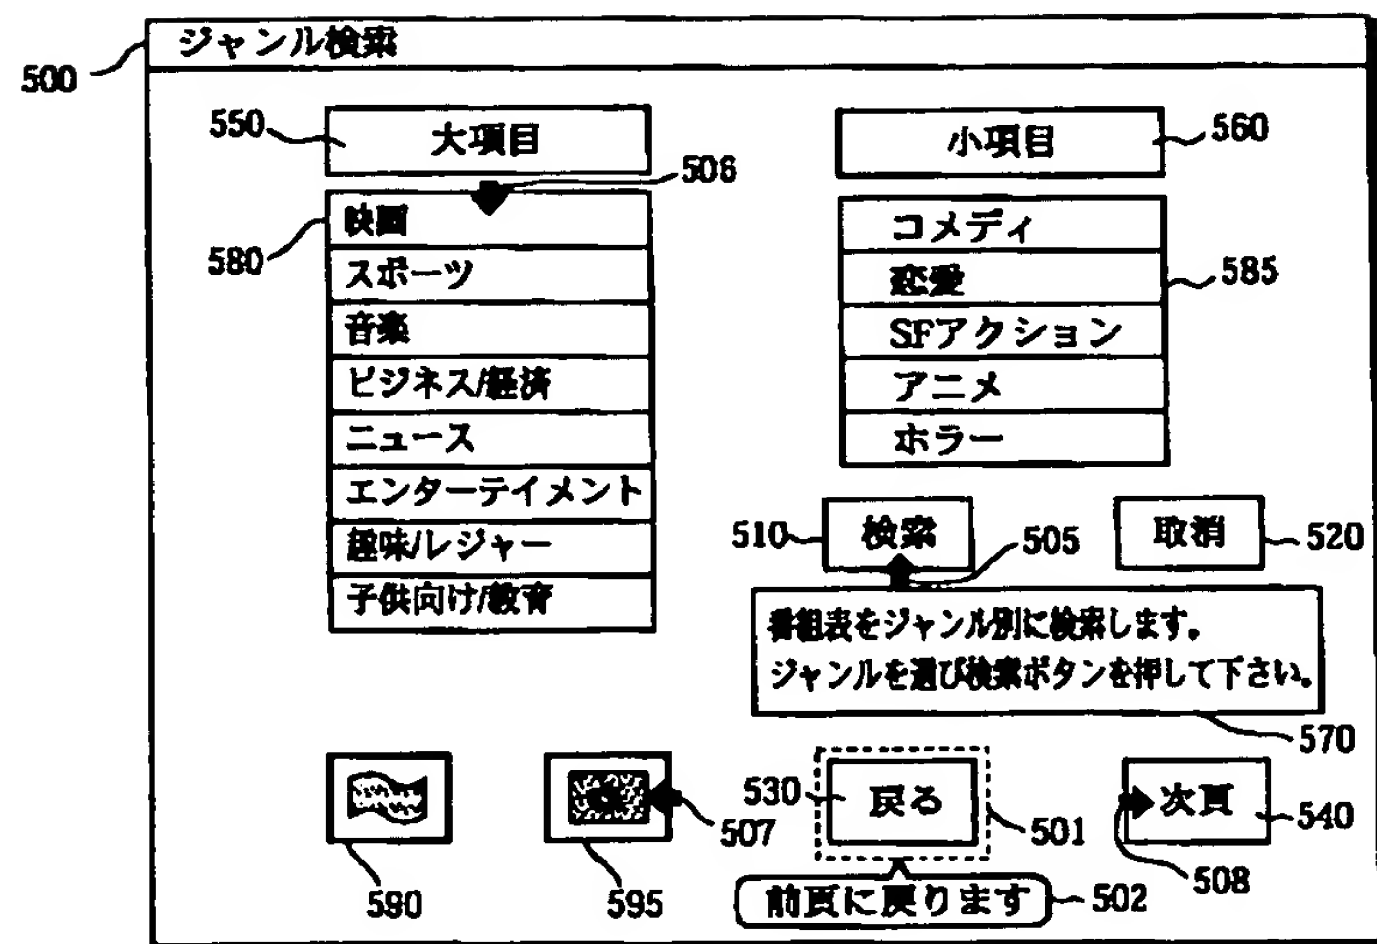 ジャンル検索
500
550
大項目
506
580
映画
スポーツ
音楽
ビジネス/経済
ニュース
エンターテイメント
趣味/レジャー
子供向け/教育
小項目
560
コメディ
恋愛
SFアクション
アニメ
ホラー
585
510
検索
505
取消
520
番組表をジャンル別に検索します。
ジャンルを選び検索ボタンを押して下さい。
570
590
595
507
530
戻る
501
次頁
540
508
前頁に戻ります
502